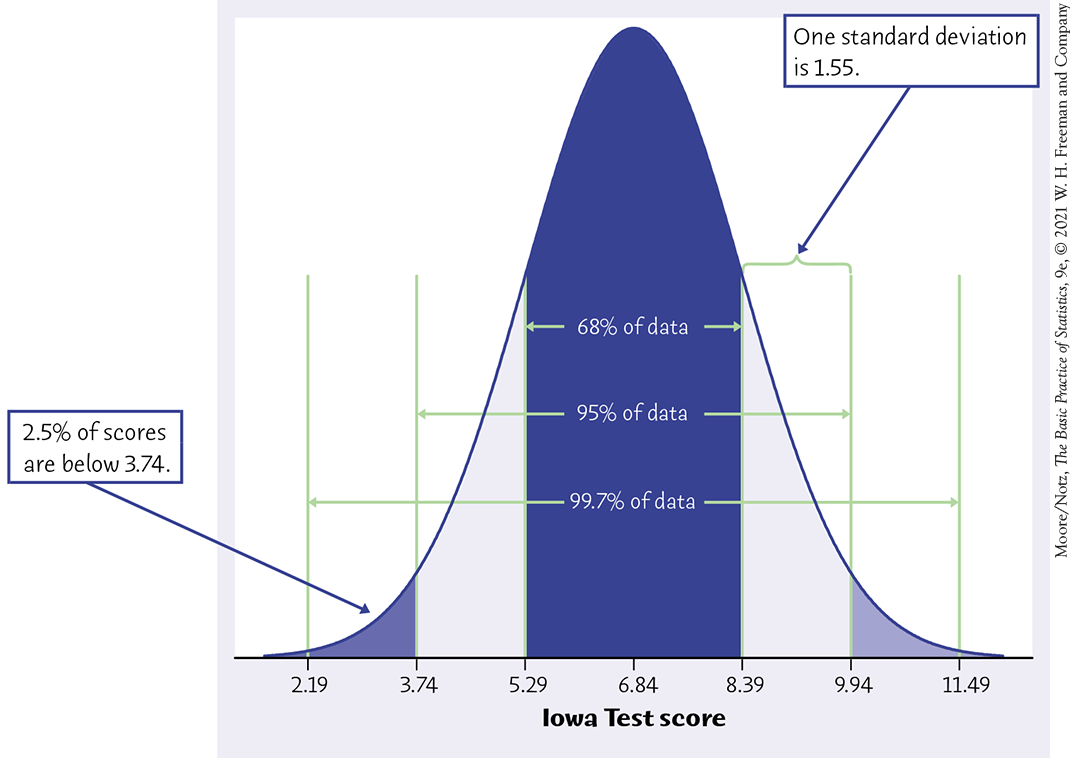 One standard deviation
is 1.55.
68% of data
95% of data
2.5% of scores
are below 3.74.
99.7% of data
2.19 3.74 5.29 6.84 8.39 9.94 11.49
Iowa Test score
Moore/Notz, The Basic Practice of Statistics, 9e, © 2021 W. H. Freeman and Company